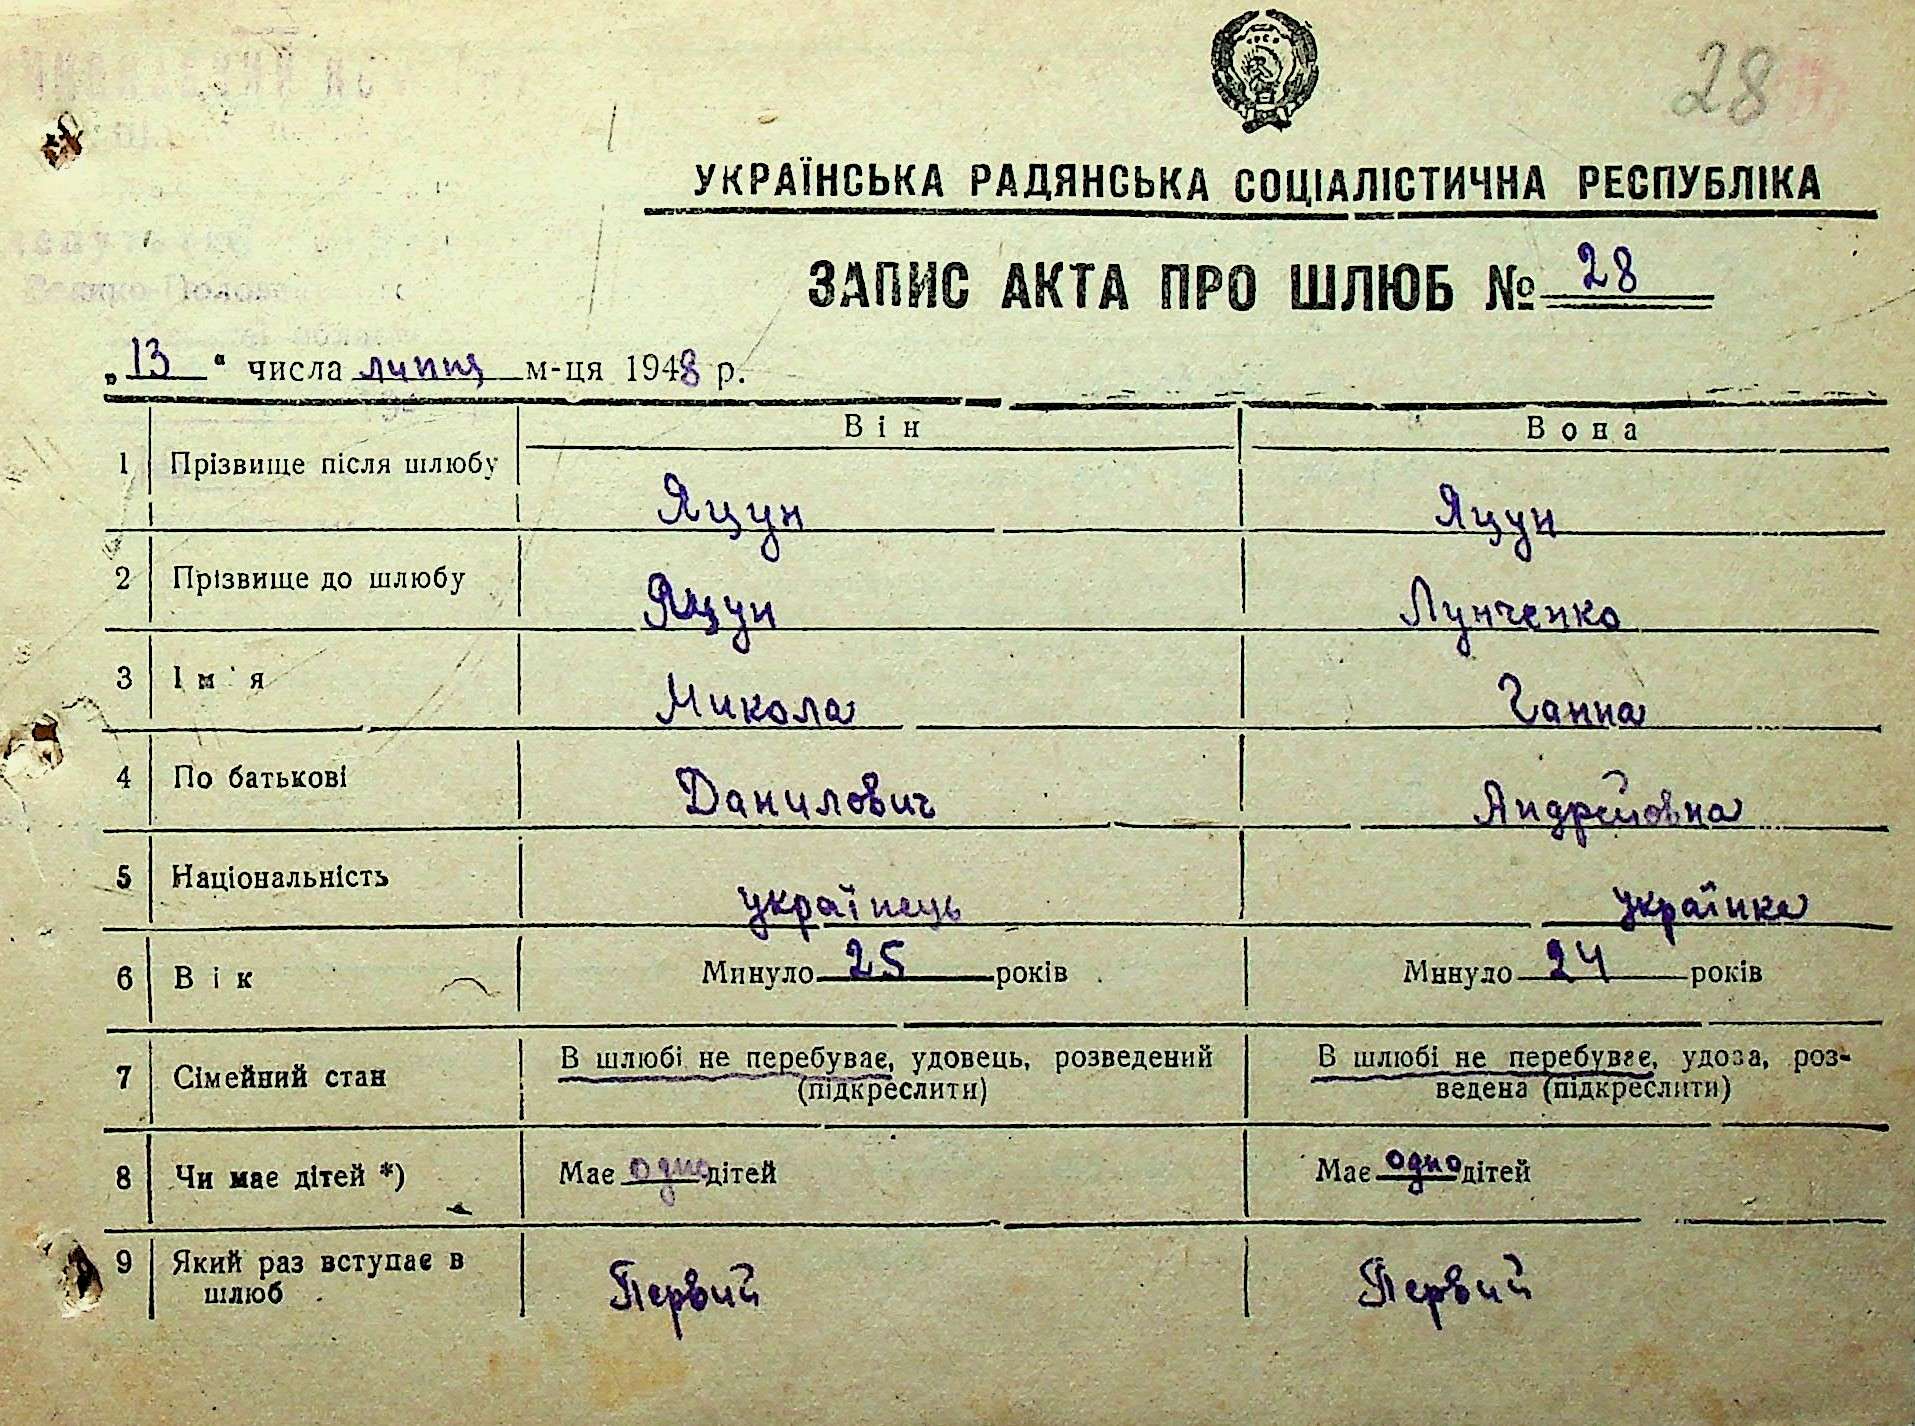 28
УКРАЇНСЬКА РАДЯНСЬКА СОЦІАЛІСТИЧНА РЕСПУБЛІКА
ЗАПИС АКТА ПРО ШЛЮБ № 28
„13“ числа липня м-ця 1948 р.
Він Вона
1 Прізвище після шлюбу Яцун Яцун
2 Прізвище до шлюбу Яцун Лунченко
3 Ім'я Микола Ганна
4 По батькові Данилович Андрейовна
5 Національність українець українка
6 Вік Минуло 25 років Минуло 24 років
7 Сімейний стан В шлюбі не перебуває, удовець, розведений (підкреслити) В шлюбі не перебуває, удова, роз-
ведена (підкреслити)
8 Чи має дітей *) Має одно дітей Має одно дітей
9 Який раз вступає в шлюб Первий Первий